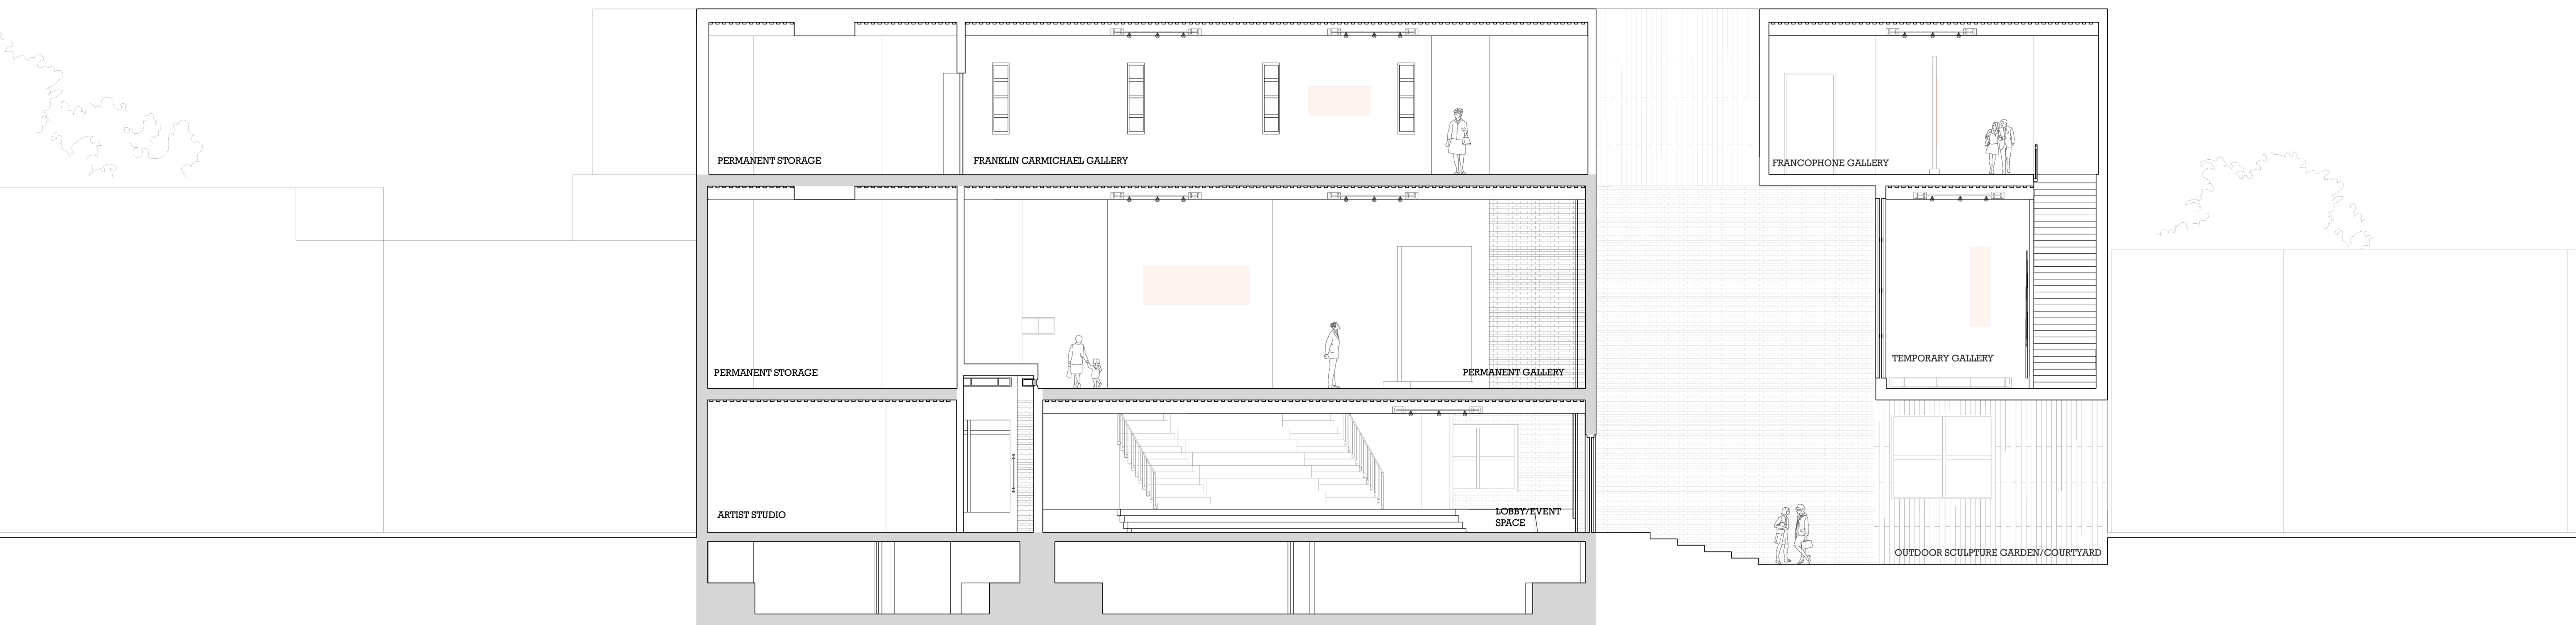 PERMANENT STORAGE
FRANKLIN CARMICHAEL GALLERY
FRANCOPHONE GALLERY
PERMANENT STORAGE
PERMANENT GALLERY
TEMPORARY GALLERY
ARTIST STUDIO
LOBBY/EVENT
SPACE
OUTDOOR SCULPTURE GARDEN/COURTYARD